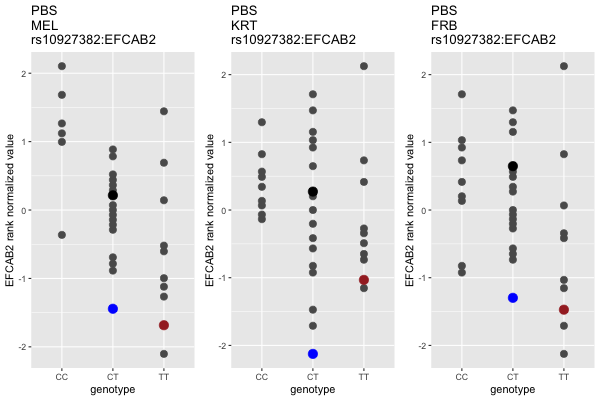 PBS
MEL
rs10927382:EFCAB2
EFCAB2 rank normalized value
2
1
0
-1
-2
CC
CT
TT
genotype
PBS
KRT
rs10927382:EFCAB2
EFCAB2 rank normalized value
2
1
0
-1
-2
CC
CT
TT
genotype
PBS
FRB
rs10927382:EFCAB2
EFCAB2 rank normalized value
2
1
0
-1
-2
CC
CT
TT
genotype